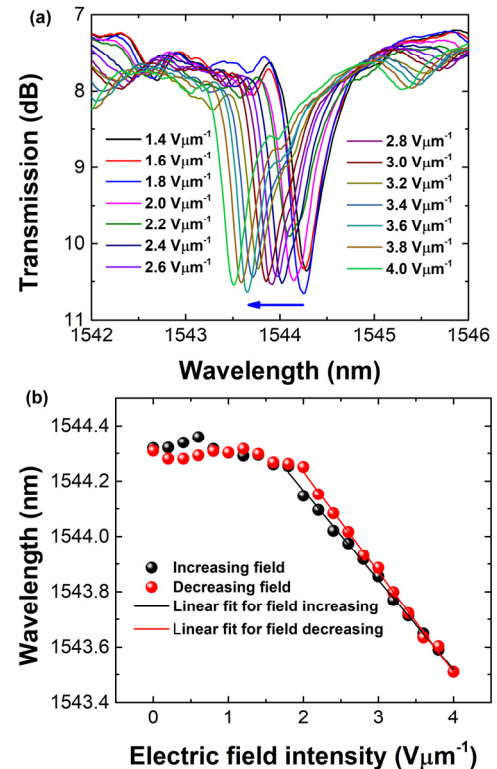 (a)
7
8
9
10
11
Transmission (dB)
1.4 Vμm⁻¹
1.6 Vμm⁻¹
1.8 Vμm⁻¹
2.0 Vμm⁻¹
2.2 Vμm⁻¹
2.4 Vμm⁻¹
2.6 Vμm⁻¹
2.8 Vμm⁻¹
3.0 Vμm⁻¹
3.2 Vμm⁻¹
3.4 Vμm⁻¹
3.6 Vμm⁻¹
3.8 Vμm⁻¹
4.0 Vμm⁻¹
1542 1543 1544 1545 1546
Wavelength (nm)
(b)
1544.4
1544.2
1544.0
1543.8
1543.6
1543.4
Wavelength (nm)
Increasing field
Decreasing field
Linear fit for field increasing
Linear fit for field decreasing
0 1 2 3 4
Electric field intensity (Vμm⁻¹)